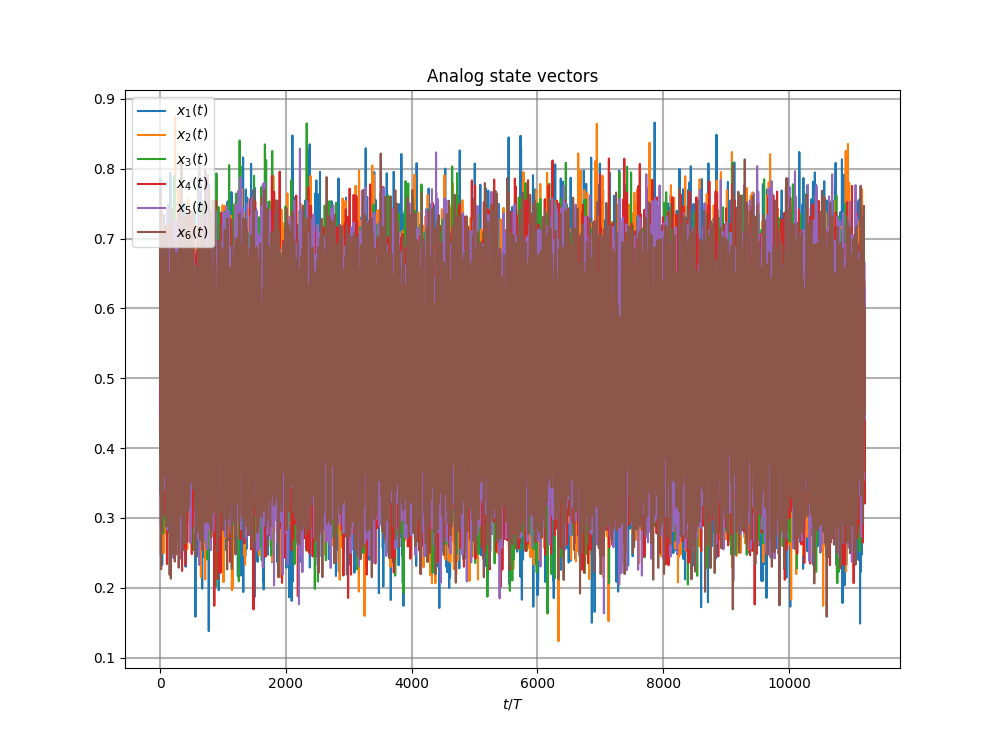 Analog state vectors
0.9
0.8
0.7
0.6
0.5
0.4
0.3
0.2
0.1
x₁(t)
x₂(t)
x₃(t)
x₄(t)
x₅(t)
x₆(t)
0 2000 4000 6000 8000 10000
t/T